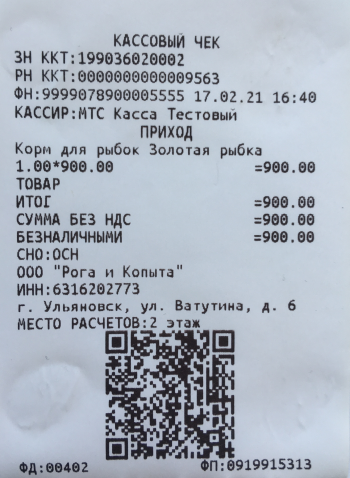 КАССОВЫЙ ЧЕК
ЗН ККТ:199036020002
РН ККТ:0000000000009563
ФН:9999078900005555 17.02.21 16:40
КАССИР:МТС Касса Тестовый
ПРИХОД
Корм для рыбок Золотая рыбка
1.00*900.00 =900.00
ТОВАР
ИТОГ =900.00
СУММА БЕЗ НДС =900.00
БЕЗНАЛИЧНЫМИ =900.00
СНО:ОСН
ООО "Рога и Копыта"
ИНН:6316202773
г. Ульяновск, ул. Ватутина, д. 6
МЕСТО РАСЧЕТОВ:2 этаж
ФД:00402 ФП:0919915313